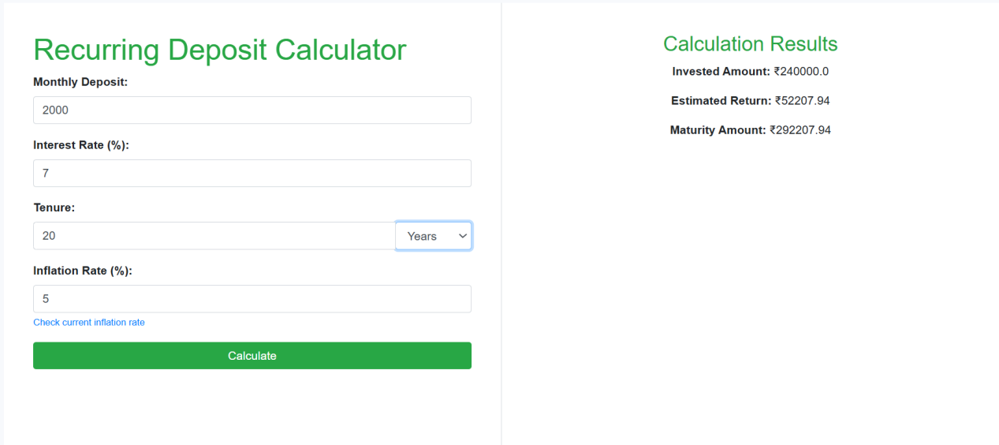 Recurring Deposit Calculator
Monthly Deposit:
2000
Interest Rate (%):
7
Tenure:
20
Years
Inflation Rate (%):
5
Check current inflation rate
Calculate
Calculation Results
Invested Amount: ₹240000.0
Estimated Return: ₹52207.94
Maturity Amount: ₹292207.94